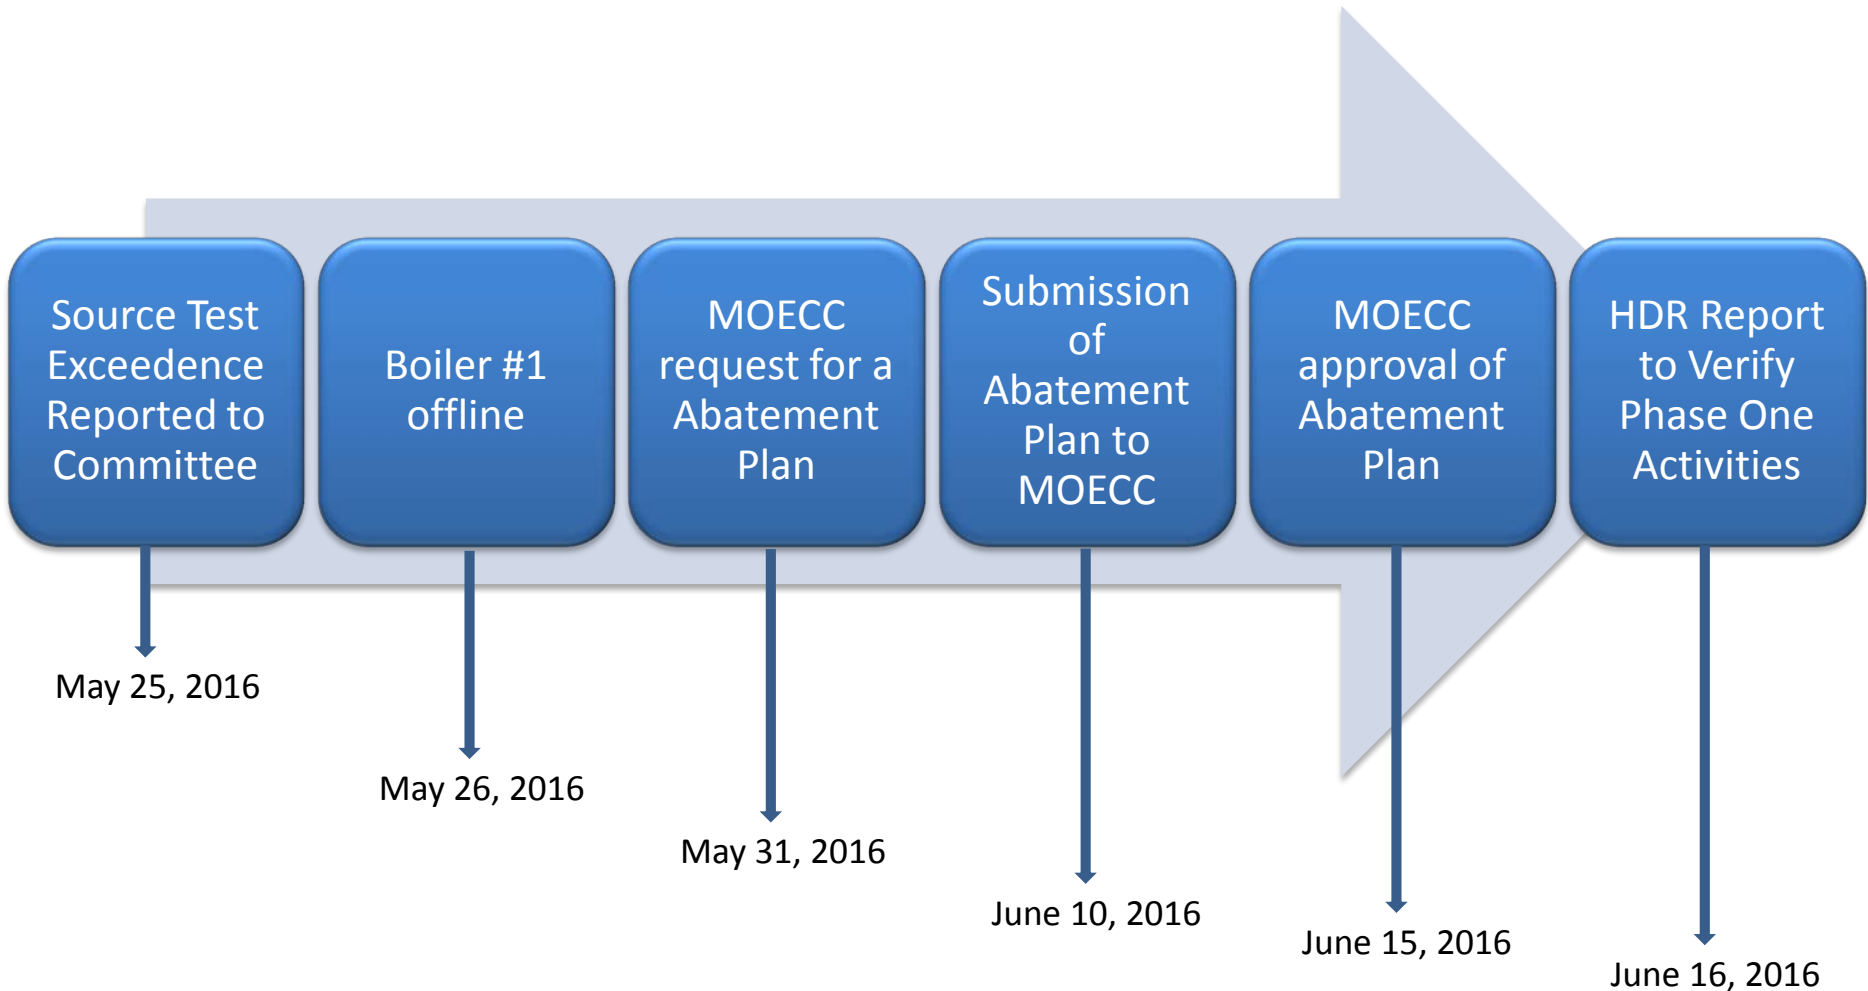 Source Test
Exceedence
Reported to
Committee
Boiler #1
offline
MOECC
request for a
Abatement
Plan
Submission
of
Abatement
Plan to
MOECC
MOECC
approval of
Abatement
Plan
HDR Report
to Verify
Phase One
Activities
May 25, 2016
May 26, 2016
May 31, 2016
June 10, 2016
June 15, 2016
June 16, 2016